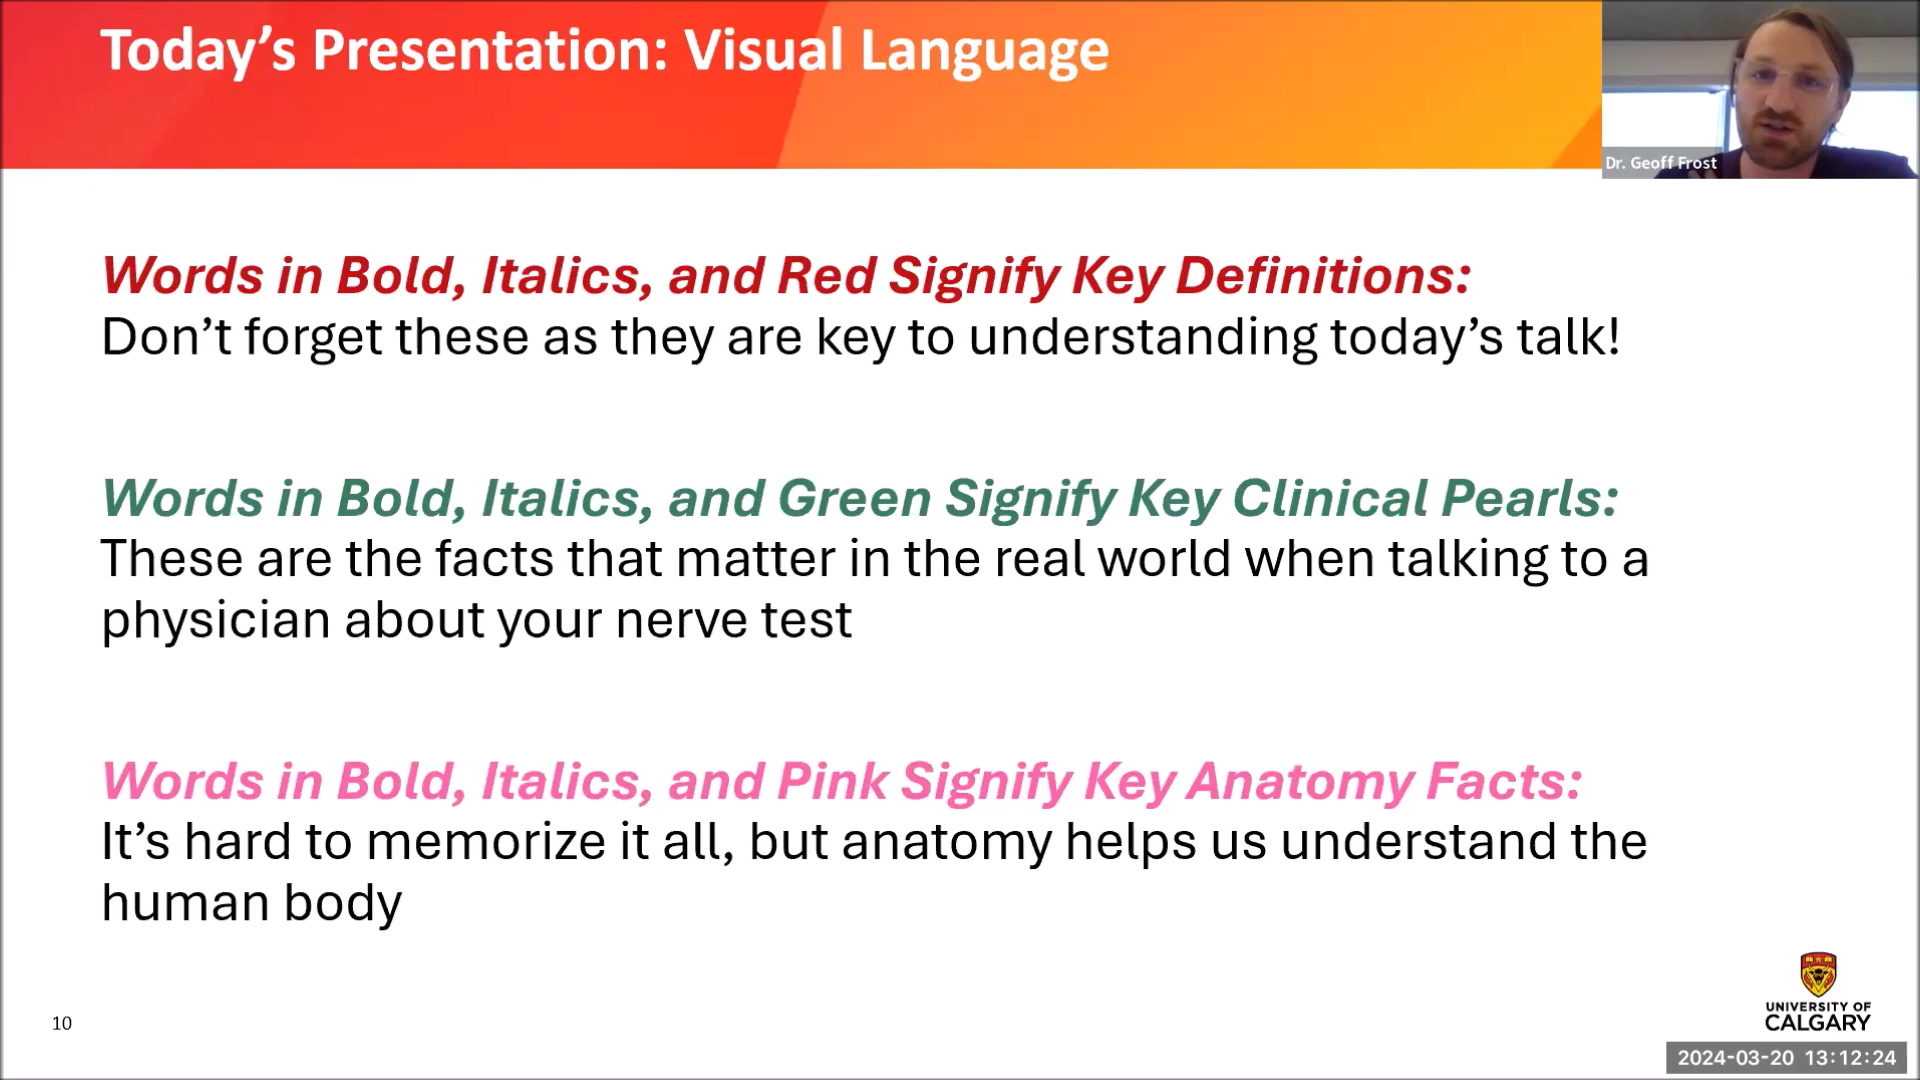 Today’s Presentation: Visual Language
Dr. Geoff Frost
Words in Bold, Italics, and Red Signify Key Definitions:
Don’t forget these as they are key to understanding today’s talk!
Words in Bold, Italics, and Green Signify Key Clinical Pearls:
These are the facts that matter in the real world when talking to a
physician about your nerve test
Words in Bold, Italics, and Pink Signify Key Anatomy Facts:
It’s hard to memorize it all, but anatomy helps us understand the
human body
10
UNIVERSITY OF
CALGARY
2024-03-20 13:12:24